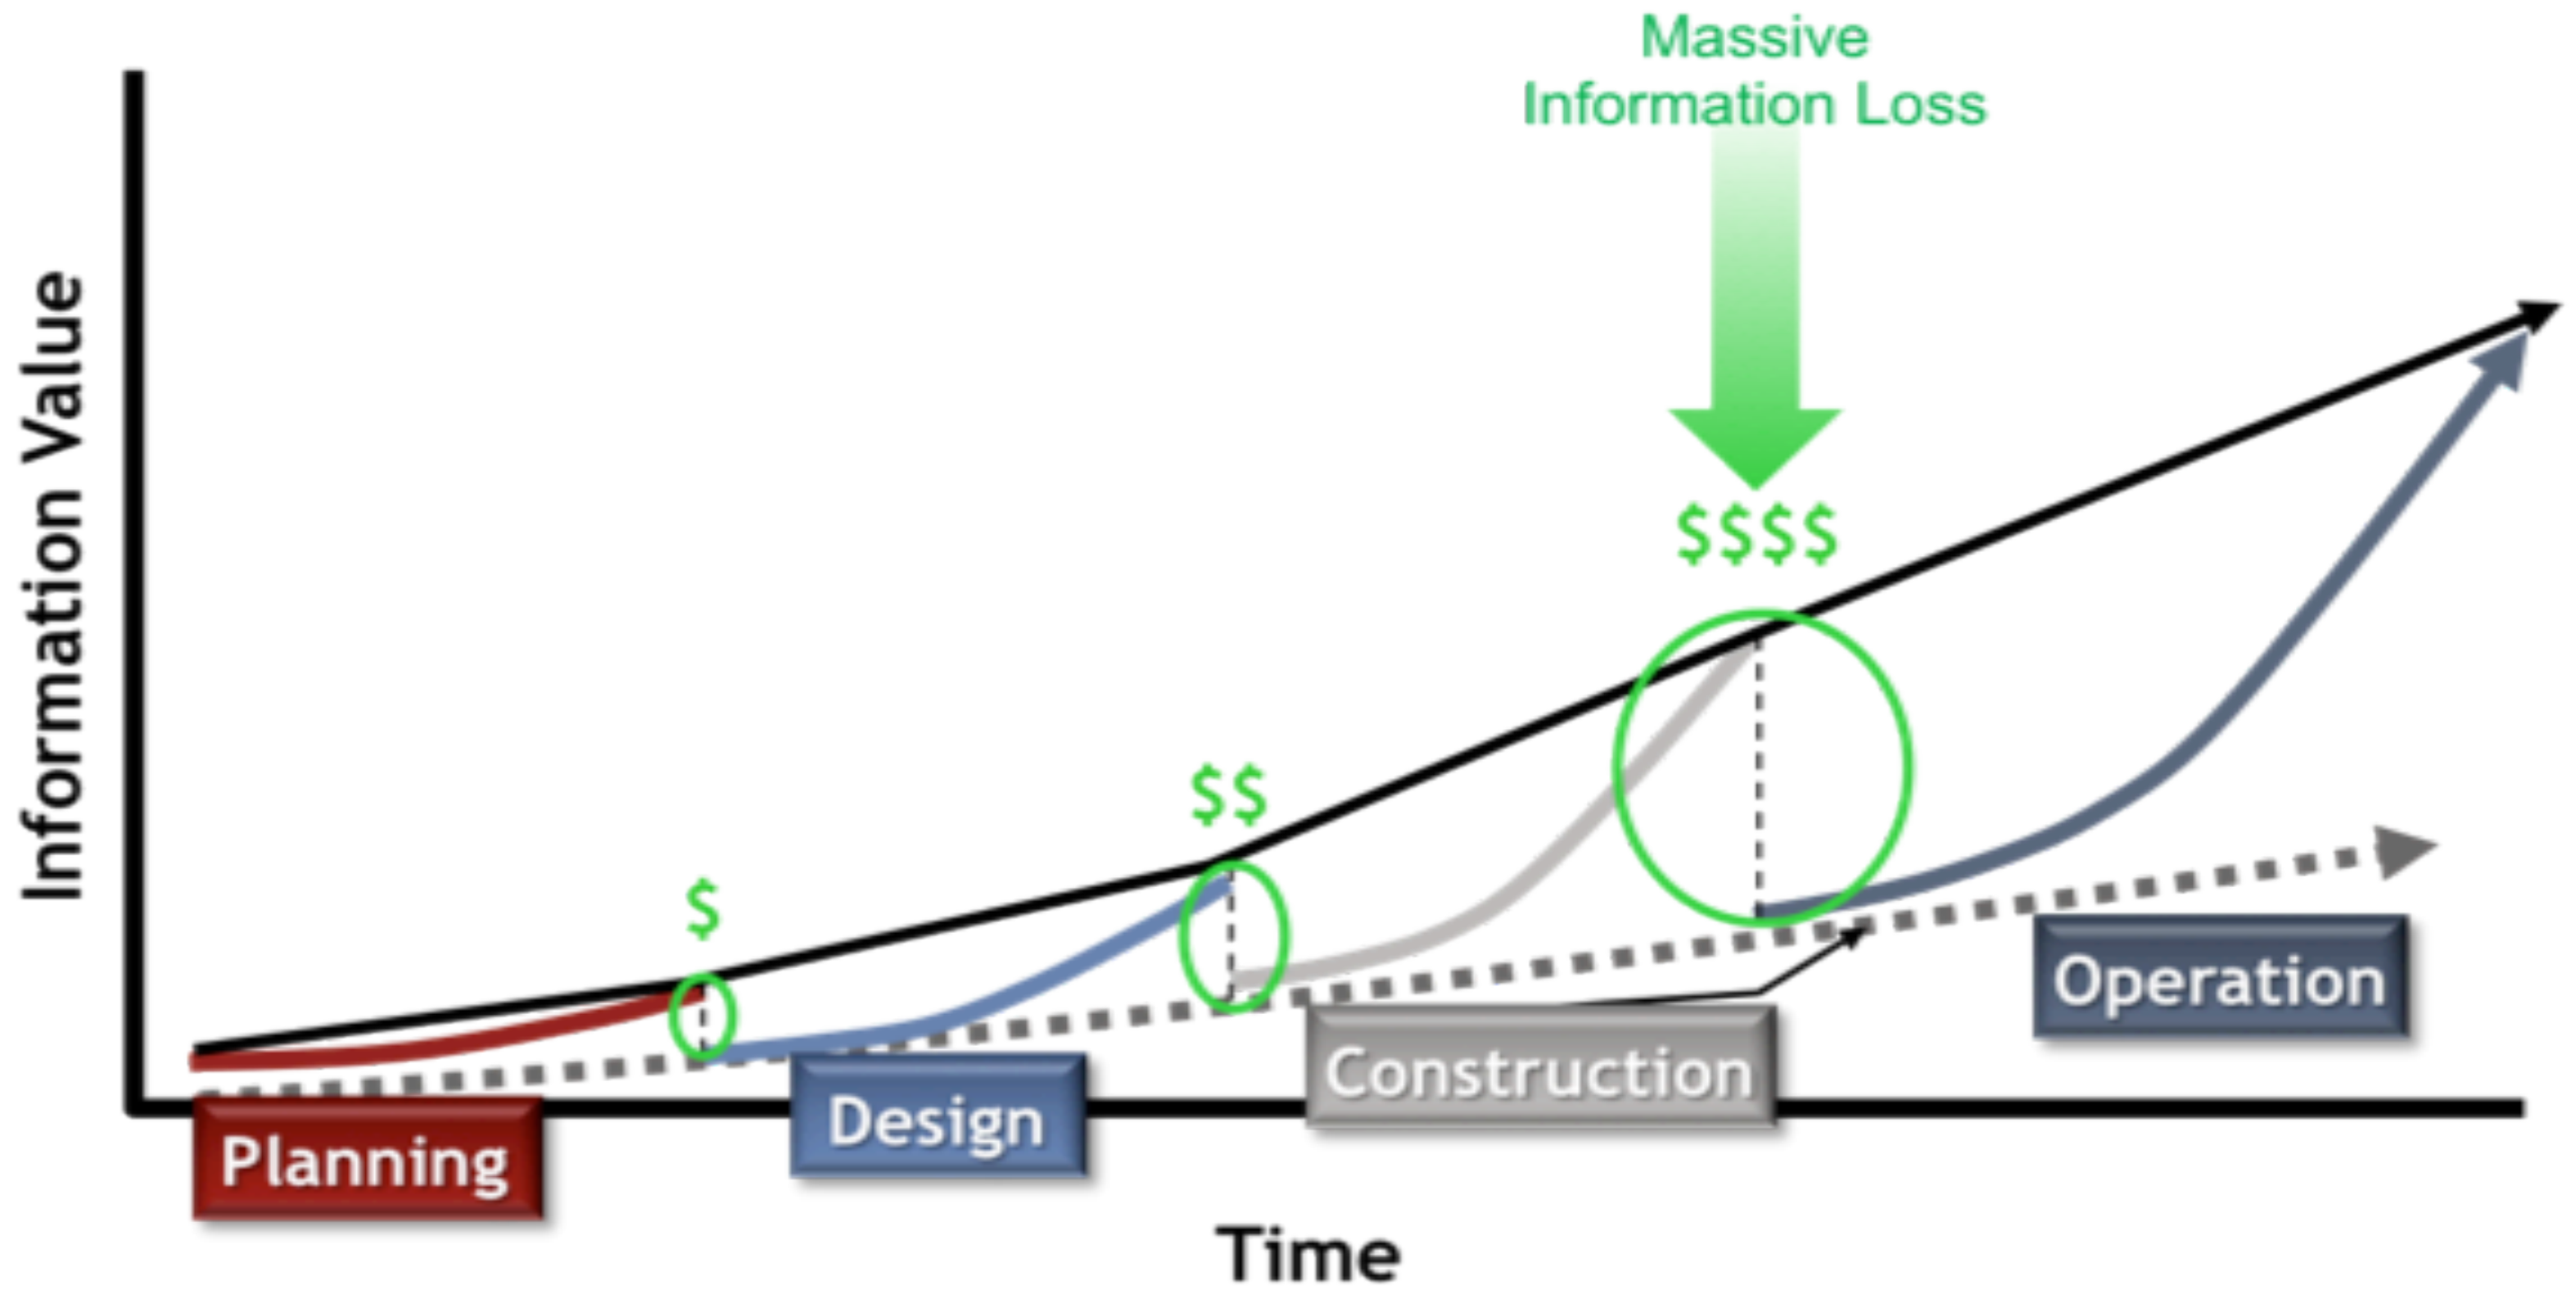 Massive
Information Loss
$$$$
$$
$
Information Value
Planning
Design
Construction
Operation
Time